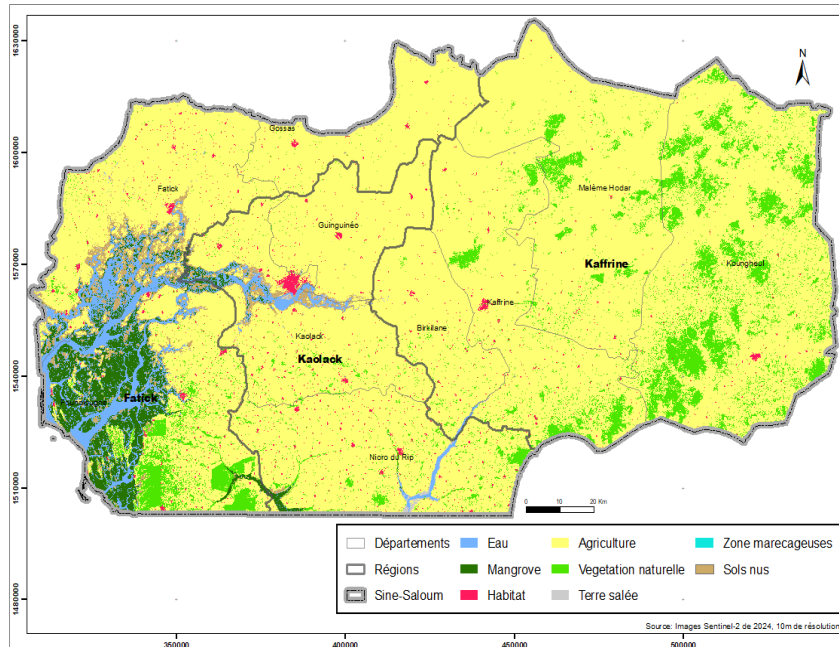 N
1630000
1600000
1570000
1540000
1510000
1480000
Gossas
Fatick
Guinguinéo
Malème Hodar
Kaffrine
Koungheul
Kaffrine
Birkilane
Kaolack
Kaolack
Foundiougne
Fatick
Nioro du Rip
0 10 20 Km
Départements Eau Agriculture Zone marecageuses
Régions Mangrove Vegetation naturelle Sols nus
Sine-Saloum Habitat Terre salée
Source: Images Sentinel-2 de 2024, 10m de résolution
350000 400000 450000 500000